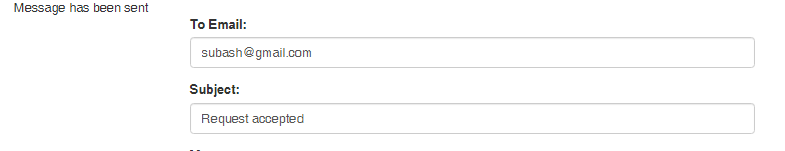 Message has been sent
To Email:
subash@gmail.com
Subject:
Request accepted